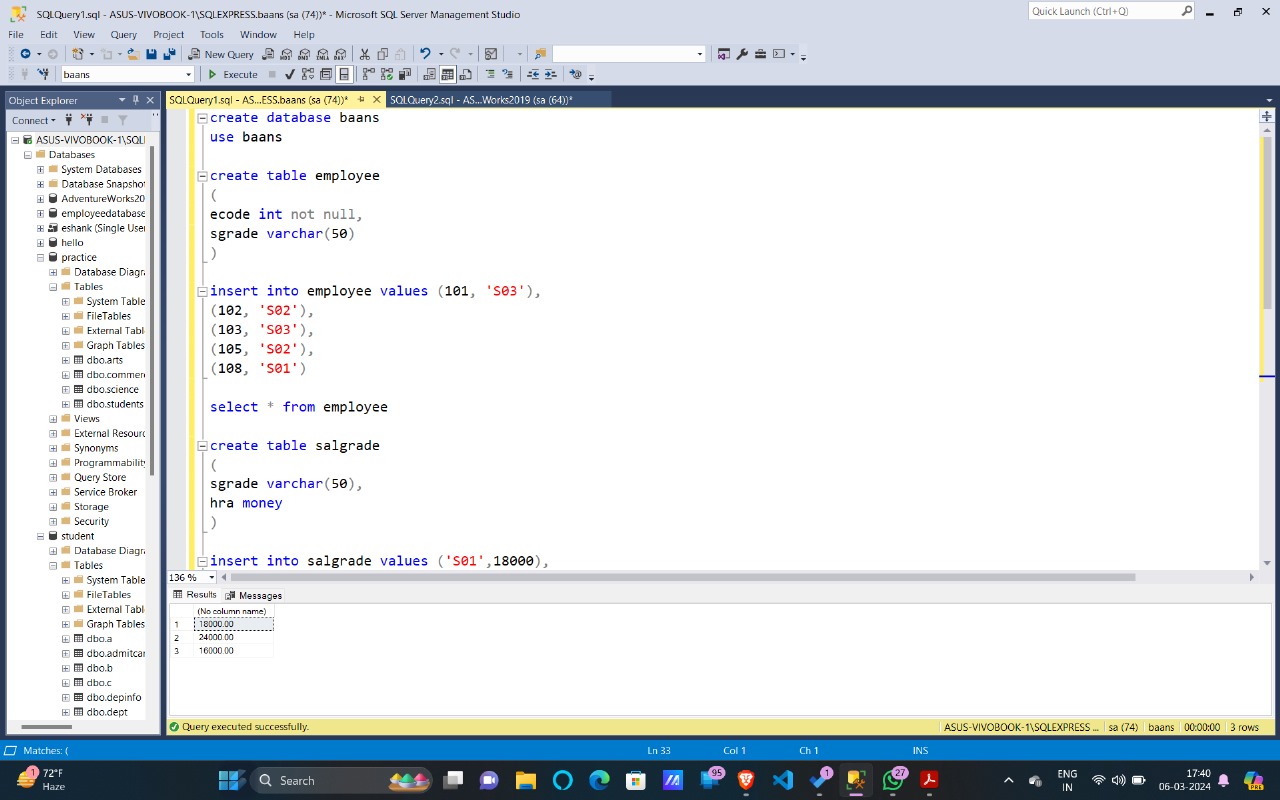 SQLQuery1.sql - ASUS-VIVOBOOK-1\SQLEXPRESS.baans (sa (74))* - Microsoft SQL Server Management Studio
Quick Launch (Ctrl+Q)
File Edit View Query Project Tools Window Help
New Query
baans
Execute
Object Explorer
SQLQuery1.sql - AS...ESS.baans (sa (74))*
SQLQuery2.sql - AS...Works2019 (sa (64))*
Connect
ASUS-VIVOBOOK-1\SQLI
Databases
System Databases
Database Snapshot
AdventureWorks20
employeedatabase
eshank (Single User
hello
practice
Database Diagra
Tables
System Table
FileTables
External Tabl
Graph Tables
dbo.arts
dbo.commer
dbo.science
dbo.students
Views
External Resourc
Synonyms
Programmability
Query Store
Service Broker
Storage
Security
student
Database Diagra
Tables
System Table
FileTables
External Tabl
Graph Tables
dbo.a
dbo.admitcar
dbo.b
dbo.c
dbo.depinfo
dbo.dept
create database baans
use baans
create table employee
(
ecode int not null,
sgrade varchar(50)
)
insert into employee values (101, 'S03'),
(102, 'S02'),
(103, 'S03'),
(105, 'S02'),
(108, 'S01')
select * from employee
create table salgrade
(
sgrade varchar(50),
hra money
)
insert into salgrade values ('S01',18000),
136 %
Results Messages
(No column name)
1 18000.00
2 24000.00
3 16000.00
Query executed successfully.
ASUS-VIVOBOOK-1\SQLEXPRESS ... sa (74) baans 00:00:00 3 rows
Matches: (
Ln 33 Col 1 Ch 1 INS
1
72°F
Haze
Search
95
1
27
ENG
IN
17:40
06-03-2024
PRE